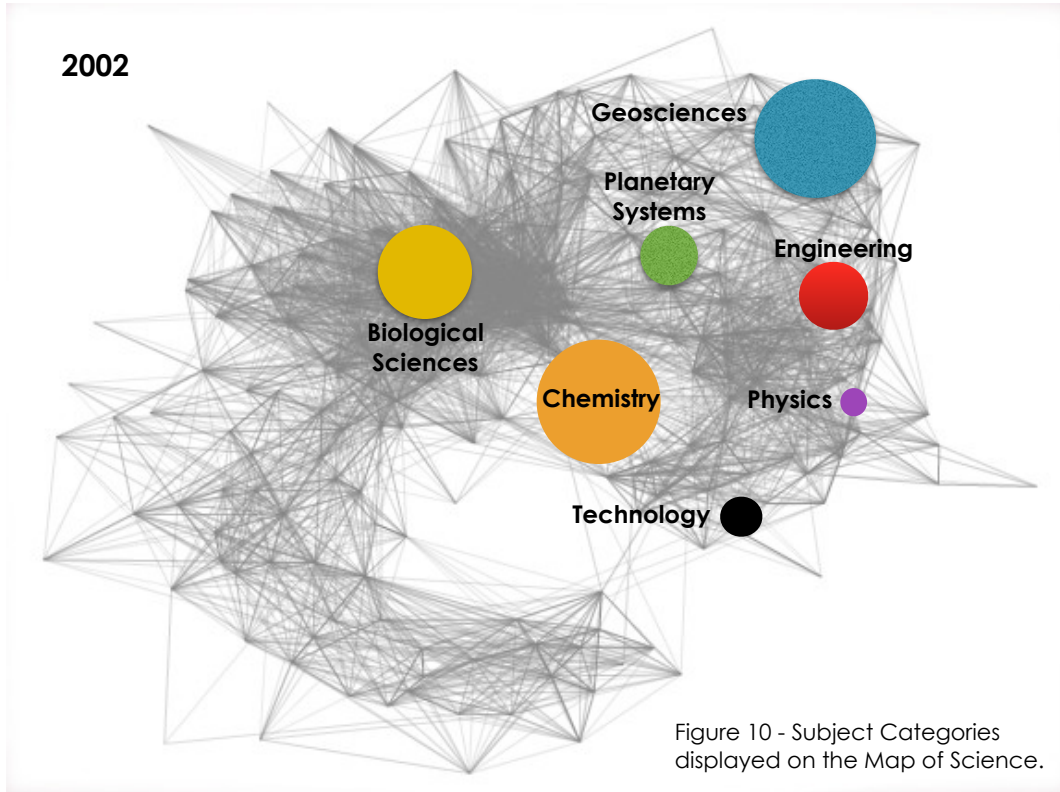 2002
Geosciences
Planetary
Systems
Engineering
Biological
Sciences
Chemistry
Physics
Technology
Figure 10 - Subject Categories
displayed on the Map of Science.